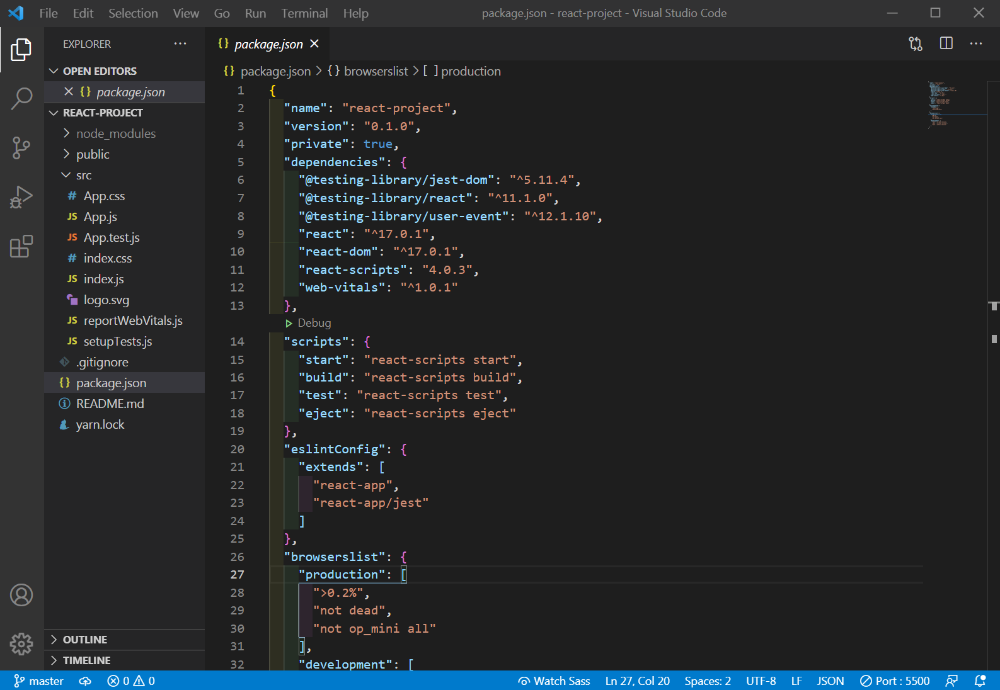 File Edit Selection View Go Run Terminal Help package.json - react-project - Visual Studio Code
EXPLORER
OPEN EDITORS
{} package.json
REACT-PROJECT
node_modules
public
src
# App.css
JS App.js
JS App.test.js
# index.css
JS index.js
logo.svg
JS reportWebVitals.js
JS setupTests.js
.gitignore
{} package.json
README.md
yarn.lock
OUTLINE
TIMELINE
{} package.json
{} package.json > {} browserslist > [ ] production
1 {
2 "name": "react-project",
3 "version": "0.1.0",
4 "private": true,
5 "dependencies": {
6 "@testing-library/jest-dom": "^5.11.4",
7 "@testing-library/react": "^11.1.0",
8 "@testing-library/user-event": "^12.1.10",
9 "react": "^17.0.1",
10 "react-dom": "^17.0.1",
11 "react-scripts": "4.0.3",
12 "web-vitals": "^1.0.1"
13 },
Debug
14 "scripts": {
15 "start": "react-scripts start",
16 "build": "react-scripts build",
17 "test": "react-scripts test",
18 "eject": "react-scripts eject"
19 },
20 "eslintConfig": {
21 "extends": [
22 "react-app",
23 "react-app/jest"
24 ]
25 },
26 "browserslist": {
27 "production": [
28 ">0.2%",
29 "not dead",
30 "not op_mini all"
31 ],
32 "development": [
master 0 0 Watch Sass Ln 27, Col 20 Spaces: 2 UTF-8 LF JSON Port : 5500